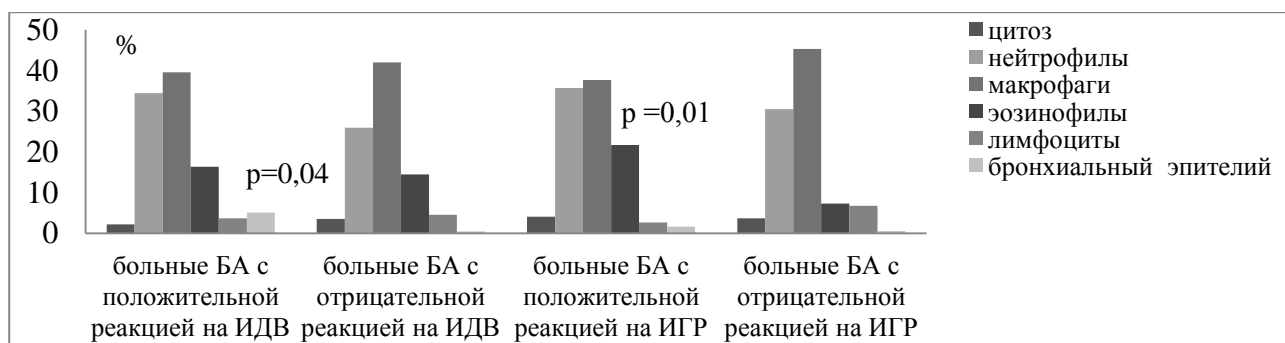 50
40
30
20
10
0
%
p=0,04
p =0,01
цитоз
нейтрофилы
макрофаги
эозинофилы
лимфоциты
бронхиальный эпителий
больные БА с
положительной
реакцией на ИДВ
больные БА с
отрицательной
реакцией на ИДВ
больные БА с
положительной
реакцией на ИГР
больные БА с
отрицательной
реакцией на ИГР